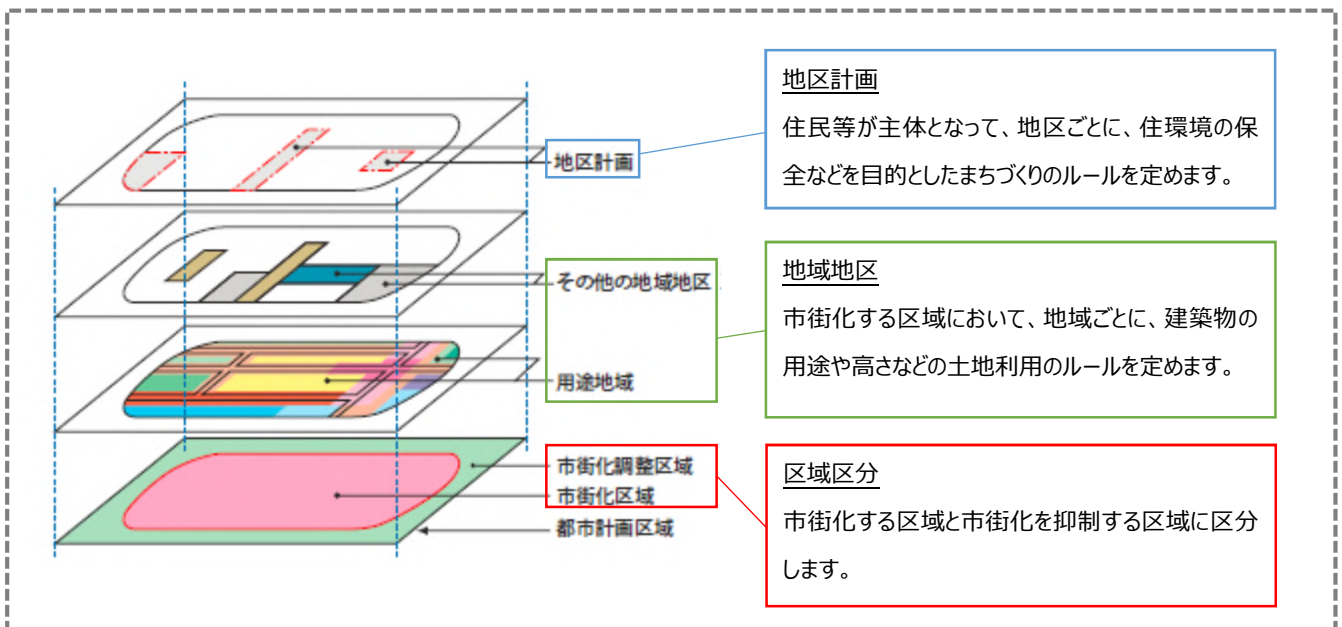 地区計画
その他の地域地区
用途地域
市街化調整区域
市街化区域
都市計画区域
地区計画
住民等が主体となって、地区ごとに、住環境の保
全などを目的としたまちづくりのルールを定めます。
地域地区
市街化する区域において、地域ごとに、建築物の
用途や高さなどの土地利用のルールを定めます。
区域区分
市街化する区域と市街化を抑制する区域に区分
します。